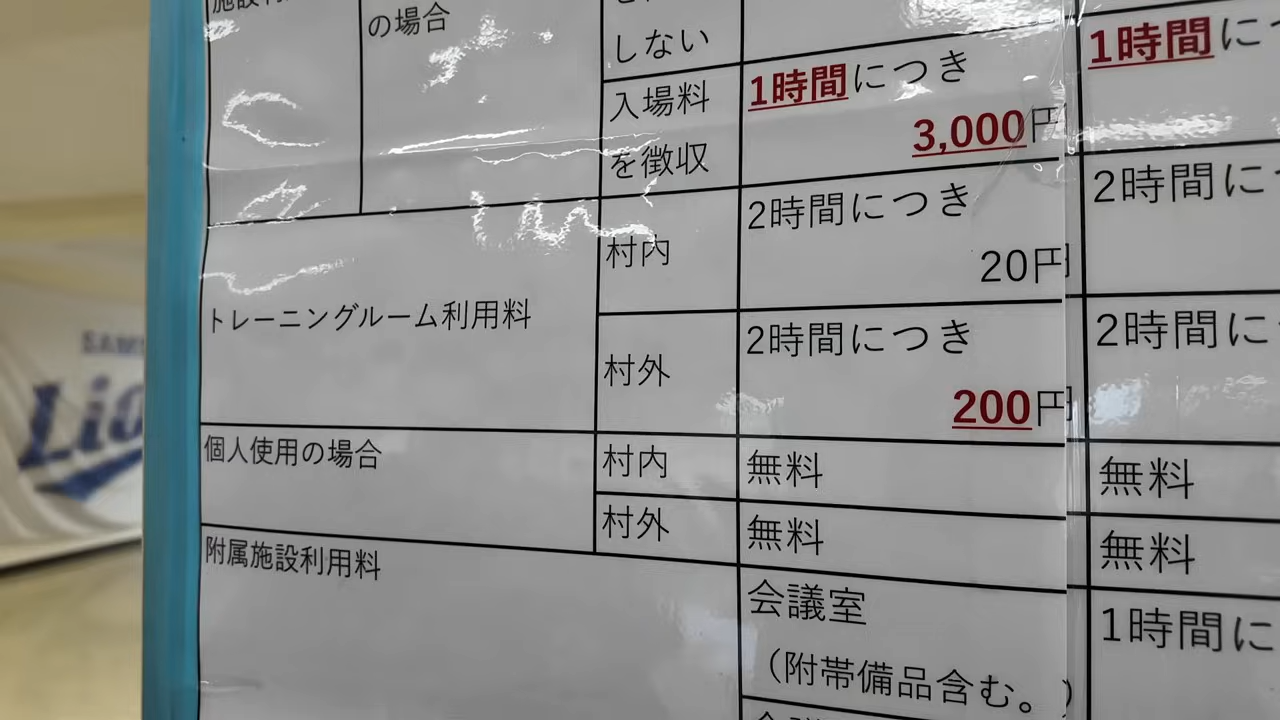 の場合
しない
入場料
を徴収
1時間につき
3,000円
1時間に
トレーニングルーム利用料
村内
2時間につき
20円
2時間に
村外
2時間につき
200円
2時間に
個人使用の場合
村内
無料
無料
村外
無料
無料
附属施設利用料
会議室
（附帯備品含む。）
1時間に